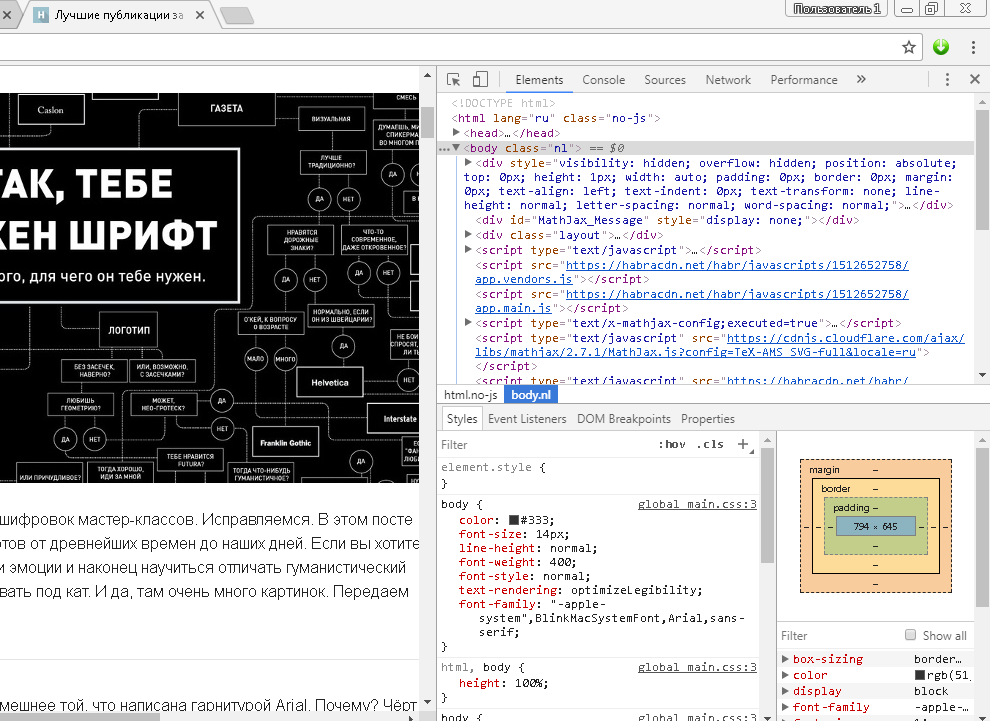 Лучшие публикации за
Пользователь 1
Caslon
ГАЗЕТА
СМЕСЬ
ВИЗУАЛЬНАЯ
ДУМАЕШЬ, МИ
СПИКЕРМА
ВО МНОГОМ П
ТАК, ТЕБЕ
ЖЕН ШРИФТ
ого, для чего он тебе нужен.
ЛУЧШЕ
ТРАДИЦИОННО?
ДА
НЕТ
ДА
НРАВЯТСЯ
ДОРОЖНЫЕ
ЗНАКИ?
ЧТО-ТО
СОВРЕМЕННОЕ,
ДАЖЕ ОТКРОВЕННОЕ?
ДА
НЕТ
ДА
НЕТ
ЛОГОТИП
О'КЕЙ, К ВОПРОСУ
О ВОЗРАСТЕ
НОРМАЛЬНО, ЕСЛИ
ОН ИЗ ШВЕЙЦАРИИ?
НЕ БОИ
СПРОСЯТ,
ЛИ ТЬ
МАЛО
МНОГО
ДА
НЕТ
БЕЗ ЗАСЕЧЕК,
НАВЕРНО?
ИЛИ, ВОЗМОЖНО,
С ЗАСЕЧКАМИ?
Helvetica
ЛЮБИШЬ
ГЕОМЕТРИЮ?
МОЖЕТ,
НЕО-ГРОТЕСК?
ДА
НЕТ
Interstate
ДА
НЕТ
Franklin Gothic
ДА
ТЕБЕ НРАВИТСЯ
FUTURA?
ИЛИ ПРИЧУДЛИВОЕ?
ТОГДА ХОРОШО,
ИДИ ЗА МНОЙ
ТОГДА ЧТО-НИБУДЬ
ГУМАНИСТИЧНОЕ?
шифровок мастер-классов. Исправляемся. В этом посте
тов от древнейших времен до наших дней. Если вы хотите
и эмоции и наконец научиться отличать гуманистический
вать под кат. И да, там очень много картинок. Передаем
мешнее той, что написана гарнитурой Arial. Почему? Чёрт
Elements Console Sources Network Performance »
<!DOCTYPE html>
<html lang="ru" class="no-js">
<head>…</head>
<body class="nl"> == $0
<div style="visibility: hidden; overflow: hidden; position: absolute;
top: 0px; height: 1px; width: auto; padding: 0px; border: 0px; margin:
0px; text-align: left; text-indent: 0px; text-transform: none; line-
height: normal; letter-spacing: normal; word-spacing: normal;">…</div>
<div id="MathJax_Message" style="display: none;"></div>
<div class="layout">…</div>
<script type="text/javascript">…</script>
<script src="https://habracdn.net/habr/javascripts/1512652758/
app.vendors.js"></script>
<script src="https://habracdn.net/habr/javascripts/1512652758/
app.main.js"></script>
<script type="text/x-mathjax-config;executed=true">…</script>
<script src="https://cdnjs.cloudflare.com/ajax/
libs/mathjax/2.7.1/MathJax.js?config=TeX-AMS_SVG-full&locale=ru">
</script>
<script type="text/javascript" src="https://habracdn.net/habr/
html.no-js body.nl
Styles Event Listeners DOM Breakpoints Properties
Filter :hov .cls +
element.style {
}
body { global_main.css:3
color: #333;
font-size: 14px;
line-height: normal;
font-weight: 400;
font-style: normal;
text-rendering: optimizeLegibility;
font-family: "-apple-
system",BlinkMacSystemFont,Arial,sans-
serif;
}
html, body { global_main.css:3
height: 100%;
}
body { global_main.css:3
margin –
border –
padding –
794 × 645
Filter Show all
box-sizing border…
color rgb(51,
display block
font-family -apple-…